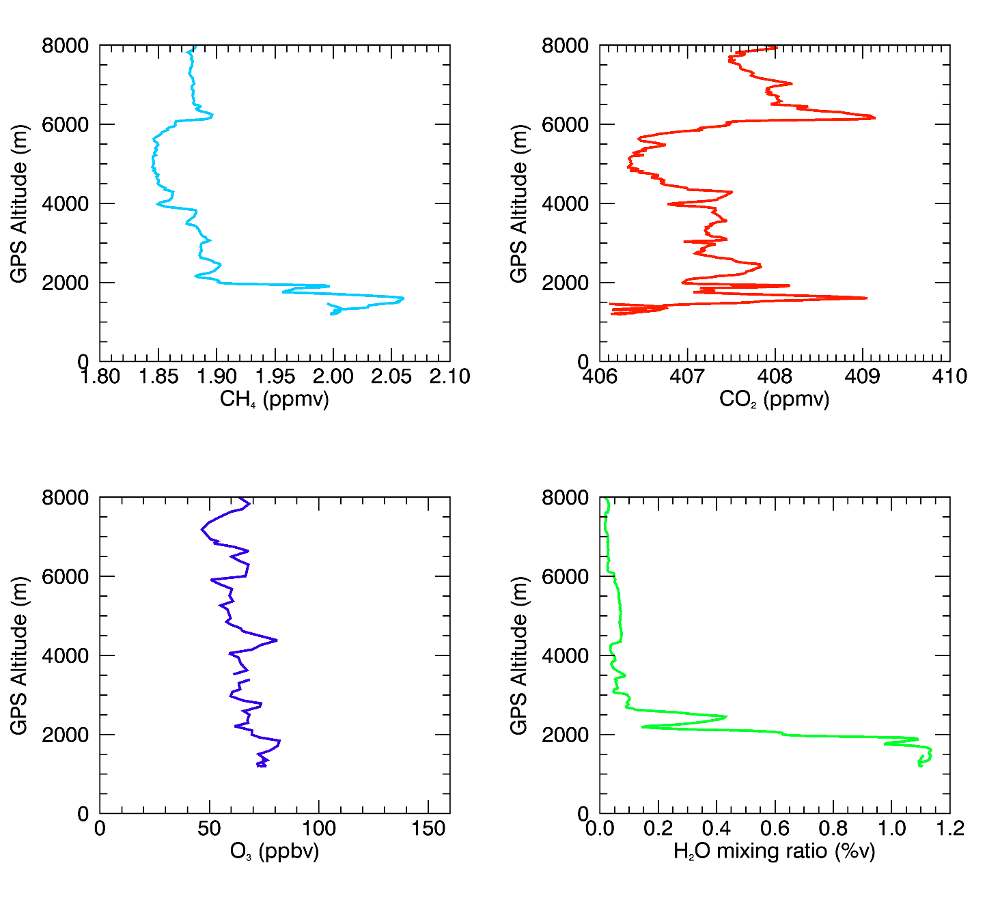 8000
6000
4000
2000
0
GPS Altitude (m)
1.80 1.85 1.90 1.95 2.00 2.05 2.10
CH₄ (ppmv)
8000
6000
4000
2000
0
GPS Altitude (m)
406 407 408 409 410
CO₂ (ppmv)
8000
6000
4000
2000
0
GPS Altitude (m)
0 50 100 150
O₃ (ppbv)
8000
6000
4000
2000
0
GPS Altitude (m)
0.0 0.2 0.4 0.6 0.8 1.0 1.2
H₂O mixing ratio (%v)